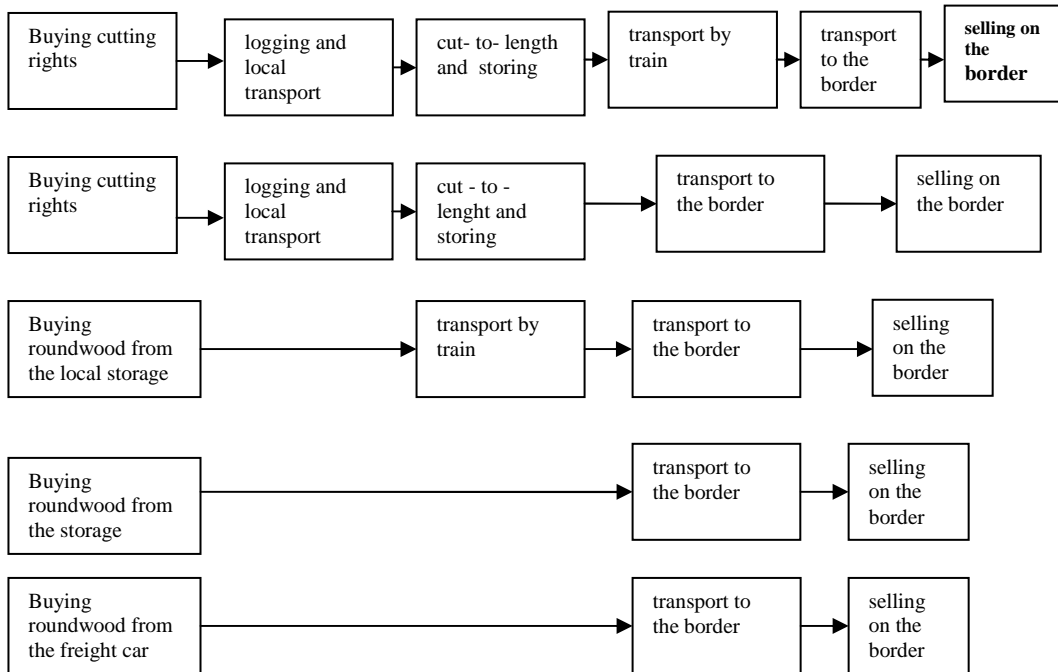 Buying cutting
rights
logging and
local
transport
cut- to- length
and storing
transport by
train
transport
to the
border
selling on
the
border
Buying cutting
rights
logging and
local
transport
cut - to -
lenght and
storing
transport to
the border
selling on
the border
Buying
roundwood from
the local storage
transport by
train
transport to
the border
selling
on the
border
Buying
roundwood from
the storage
transport to
the border
selling
on the
border
Buying
roundwood from
the freight car
transport to
the border
selling
on the
border